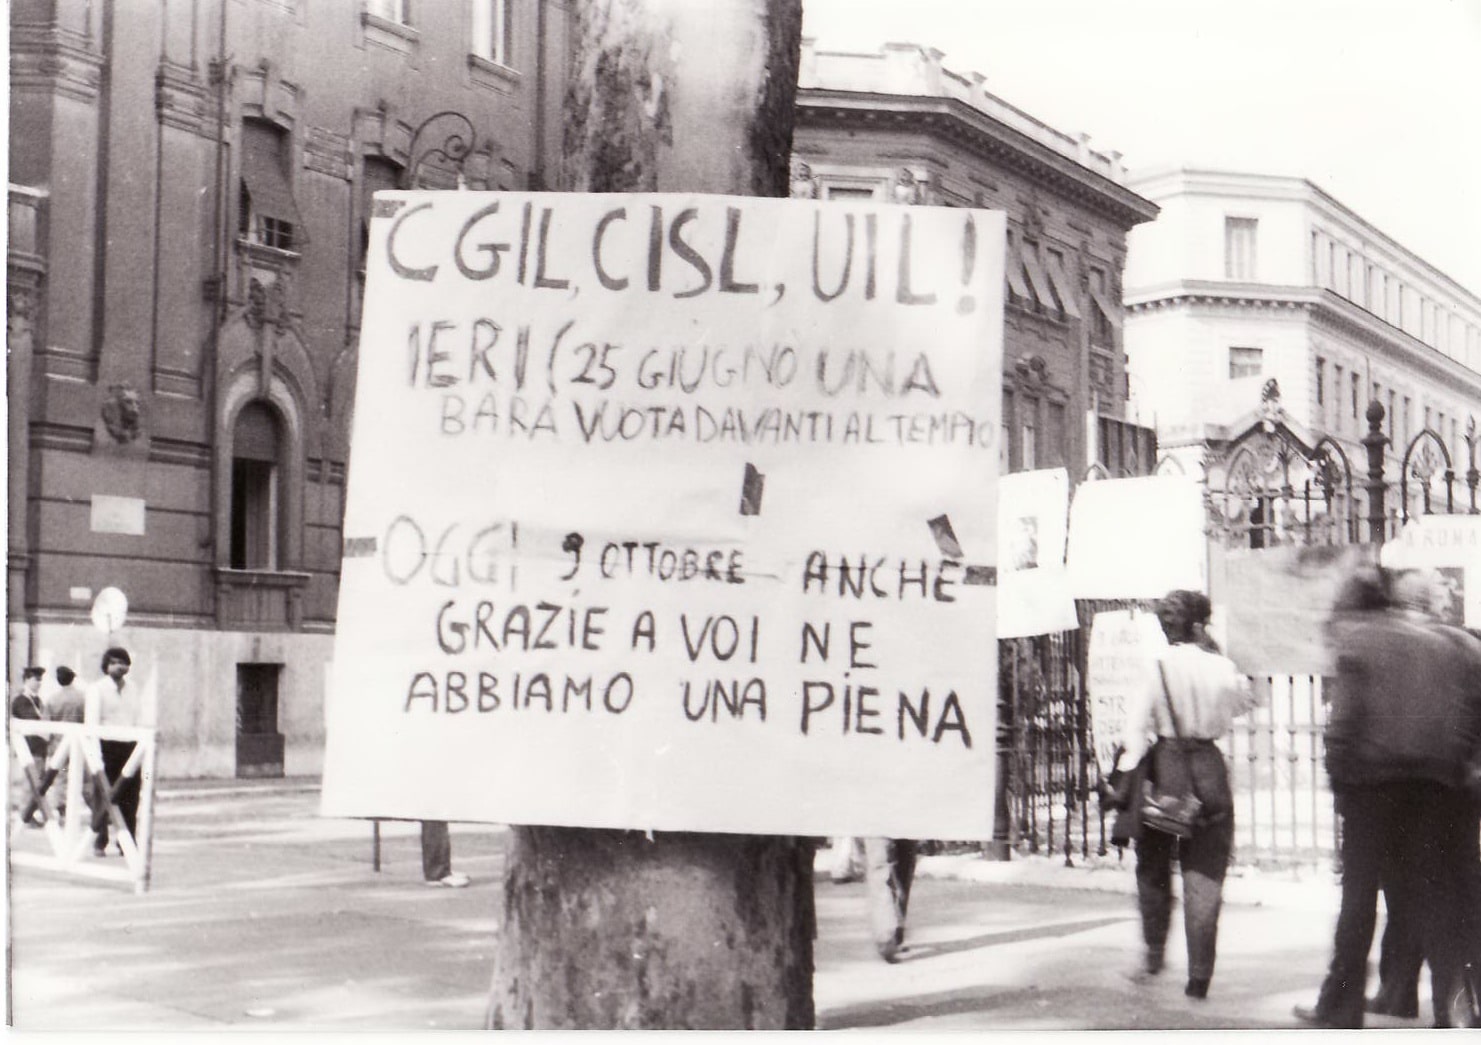 CGIL, CISL, UIL!
IERI (25 GIUGNO) UNA
BARA VUOTA DAVANTI AL TEMPIO
OGGI 9 OTTOBRE ANCHE
GRAZIE A VOI NE
ABBIAMO UNA PIENA
A ROMA